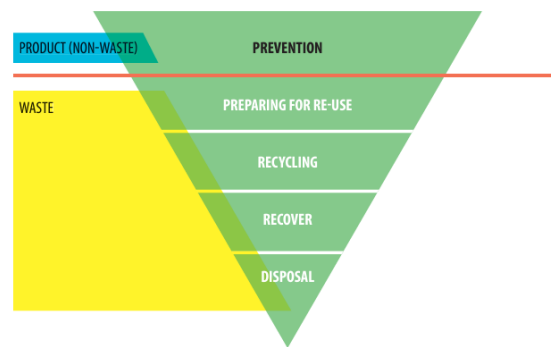 PRODUCT (NON-WASTE)
PREVENTION
WASTE
PREPARING FOR RE-USE
RECYCLING
RECOVER
DISPOSAL